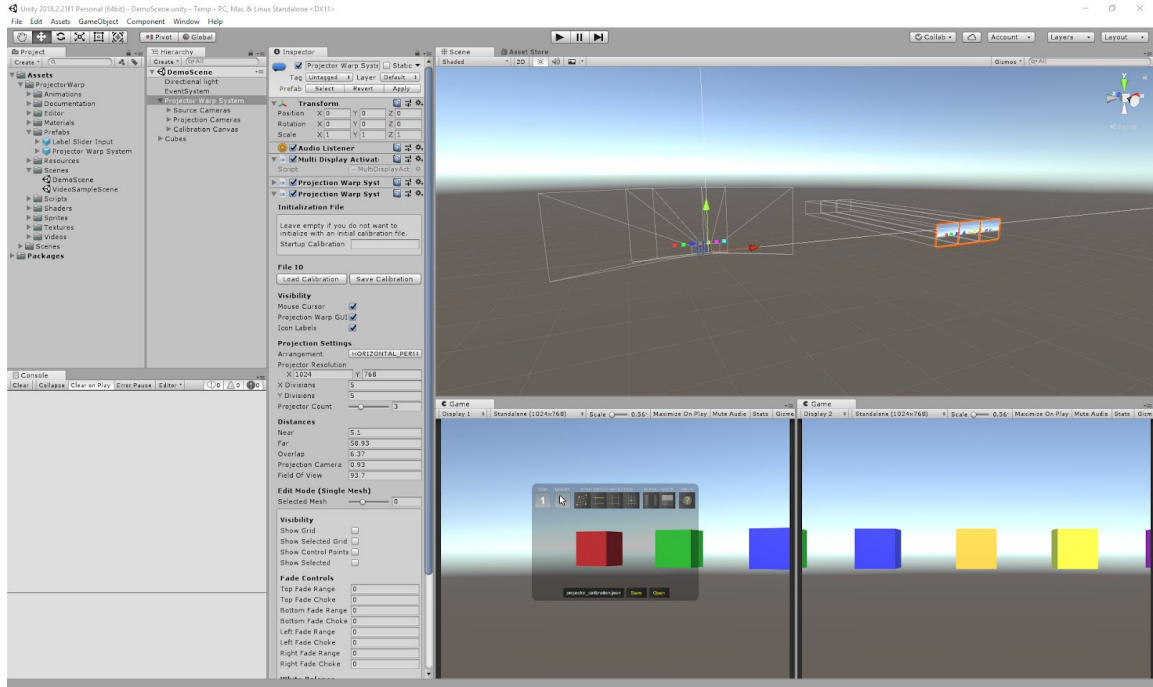 Unity 2018.2.21f1 Personal (64bit) - DemoScene.unity - Temp - PC, Mac & Linux Standalone <DX11>
File Edit Assets GameObject Component Window Help
Pivot Global
Collab Account Layers Layout
Project
Create
Assets
ProjectorWarp
Animations
Documentation
Editor
Materials
Prefabs
Label Slider Input
Projector Warp System
Resources
Scenes
DemoScene
VideoSampleScene
Scripts
Shaders
Sprites
Textures
Videos
Scenes
Packages
Hierarchy
Create All
DemoScene
Directional light
EventSystem
Projector Warp System
Source Cameras
Projection Cameras
Calibration Canvas
Cubes
Console
Clear Collapse Clear on Play Error Pause Editor 0 0 0
Inspector
Projector Warp Syste Static
Tag Untagged Layer Default
Prefab Select Revert Apply
Transform
Position X 0 Y 0 Z 0
Rotation X 0 Y 0 Z 0
Scale X 1 Y 1 Z 1
Audio Listener
Multi Display Activat
Script MultiDisplayAct
Projection Warp Syst
Projection Warp Syst
Initialization File
Leave empty if you do not want to
initialize with an initial calibration file.
Startup Calibration
File IO
Load Calibration Save Calibration
Visibility
Mouse Cursor
Projection Warp GUI
Icon Labels
Projection Settings
Arrangement HORIZONTAL_PERS
Projector Resolution
X 1024 Y 768
X Divisions 5
Y Divisions 5
Projector Count 3
Distances
Near 5.1
Far 58.93
Overlap 6.37
Projection Camera 0.93
Field Of View 93.7
Edit Mode (Single Mesh)
Selected Mesh 0
Visibility
Show Grid
Show Selected Grid
Show Control Points
Show Selected
Fade Controls
Top Fade Range 0
Top Fade Choke 0
Bottom Fade Range 0
Bottom Fade Choke 0
Left Fade Range 0
Left Fade Choke 0
Right Fade Range 0
Right Fade Choke 0
White Balance
Scene Asset Store
Shaded 2D Gizmos All
Game
Display 1 Standalone (1024x768) Scale 0.56 Maximize On Play Mute Audio Stats Gizmo
1 ?
projector_calibration.json Save Open
Game
Display 2 Standalone (1024x768) Scale 0.56 Maximize On Play Mute Audio Stats Gizm